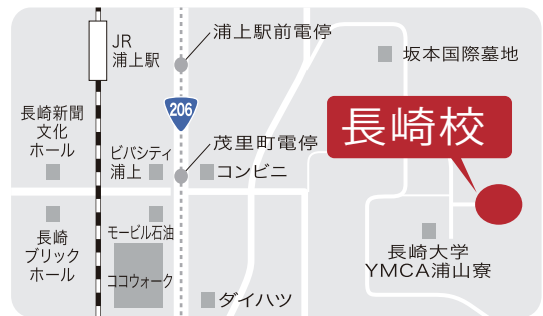 JR
浦上駅
浦上駅前電停
坂本国際墓地
206
長崎新聞
文化
ホール
ビバシティ
浦上
茂里町電停
コンビニ
長崎校
長崎
ブリック
ホール
モービル石油
ココウォーク
長崎大学
YMCA浦山寮
ダイハツ